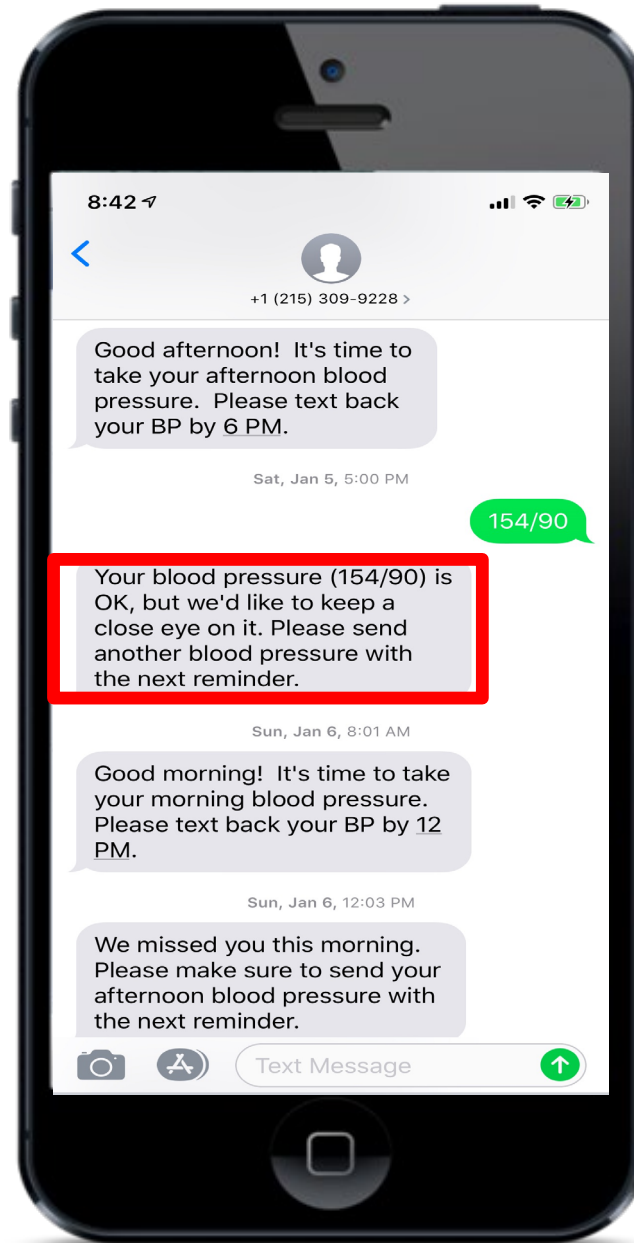 8:42
+1 (215) 309-9228 >
Good afternoon!  It's time to
take your afternoon blood
pressure.  Please text back
your BP by 6 PM.
Sat, Jan 5, 5:00 PM
154/90
Your blood pressure (154/90) is
OK, but we'd like to keep a
close eye on it. Please send
another blood pressure with
the next reminder.
Sun, Jan 6, 8:01 AM
Good morning!  It's time to take
your morning blood pressure.
Please text back your BP by 12
PM.
Sun, Jan 6, 12:03 PM
We missed you this morning.
Please make sure to send your
afternoon blood pressure with
the next reminder.
Text Message